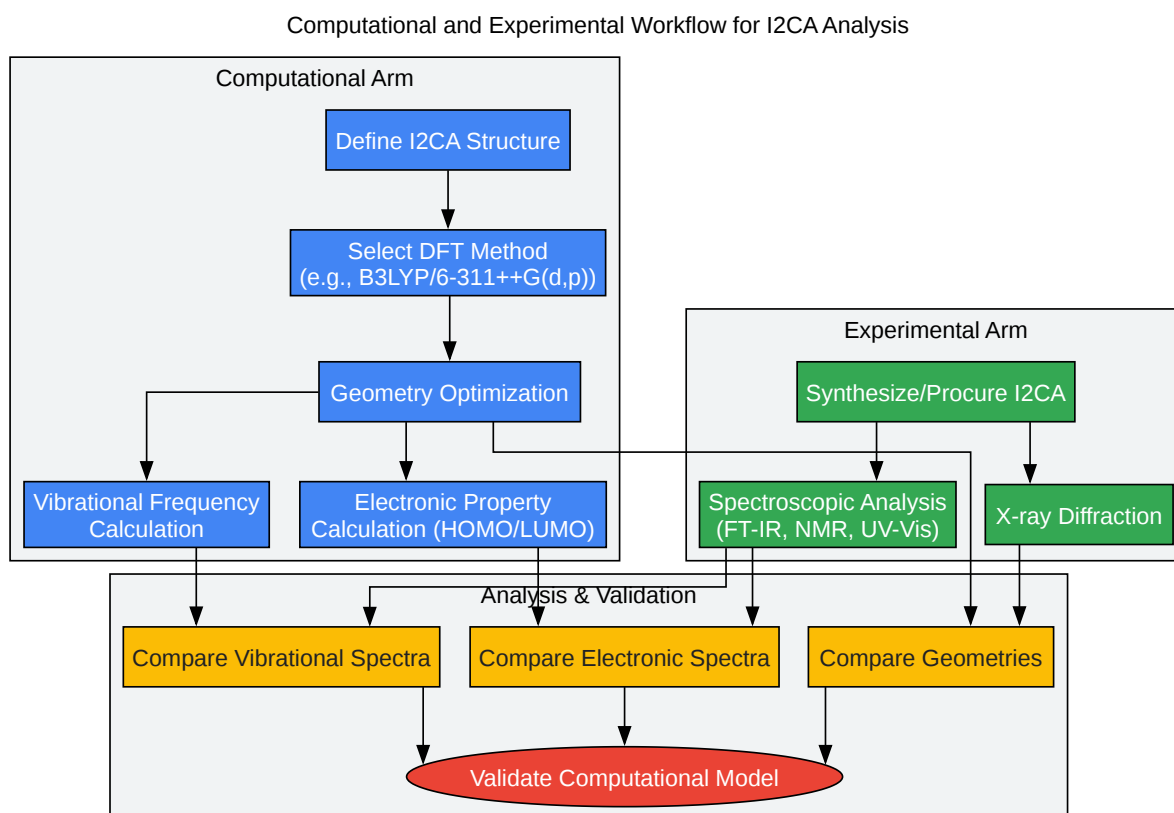 Computational and Experimental Workflow for I2CA Analysis
Computational Arm
Define I2CA Structure
Select DFT Method
(e.g., B3LYP/6-311++G(d,p))
Geometry Optimization
Vibrational Frequency
Calculation
Electronic Property
Calculation (HOMO/LUMO)
Experimental Arm
Synthesize/Procure I2CA
Spectroscopic Analysis
(FT-IR, NMR, UV-Vis)
X-ray Diffraction
Analysis & Validation
Compare Vibrational Spectra
Compare Electronic Spectra
Compare Geometries
Validate Computational Model